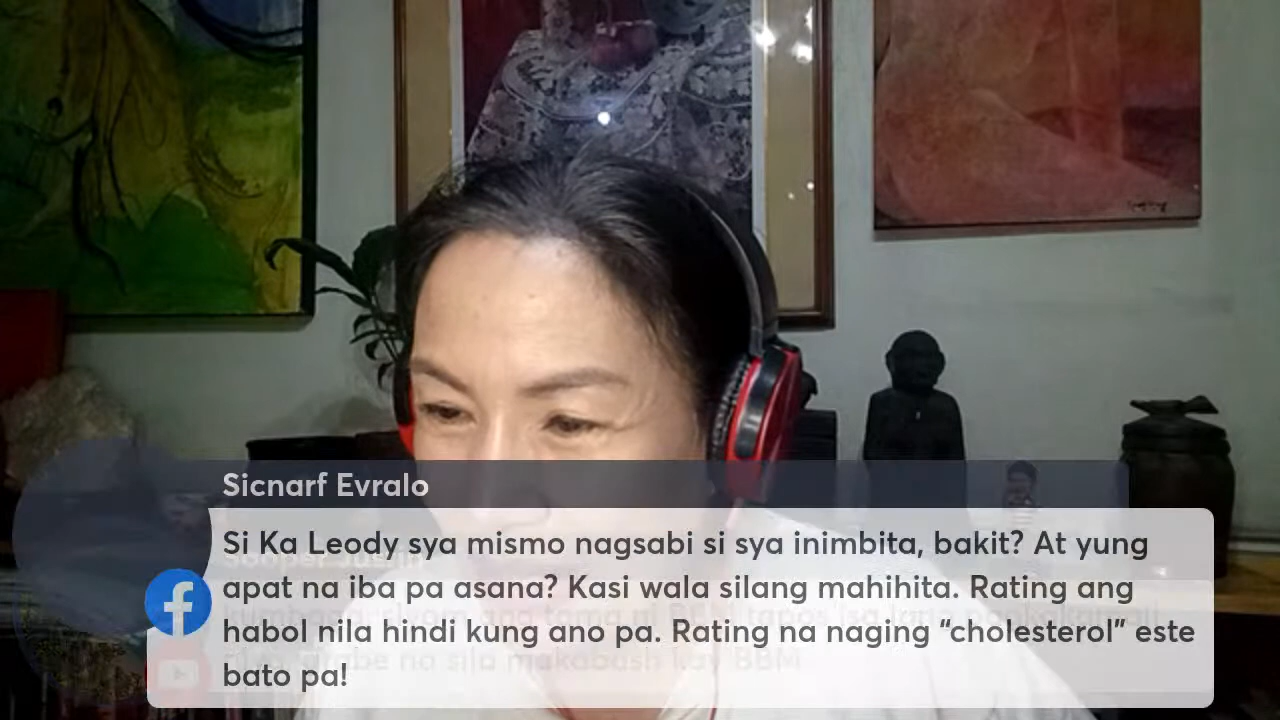 Sicnarf Evralo
Si Ka Leody sya mismo nagsabi si sya inimbita, bakit? At yung
apat na iba pa asana? Kasi wala silang mahihita. Rating ang
habol nila hindi kung ano pa. Rating na naging “cholesterol” este
bato pa!